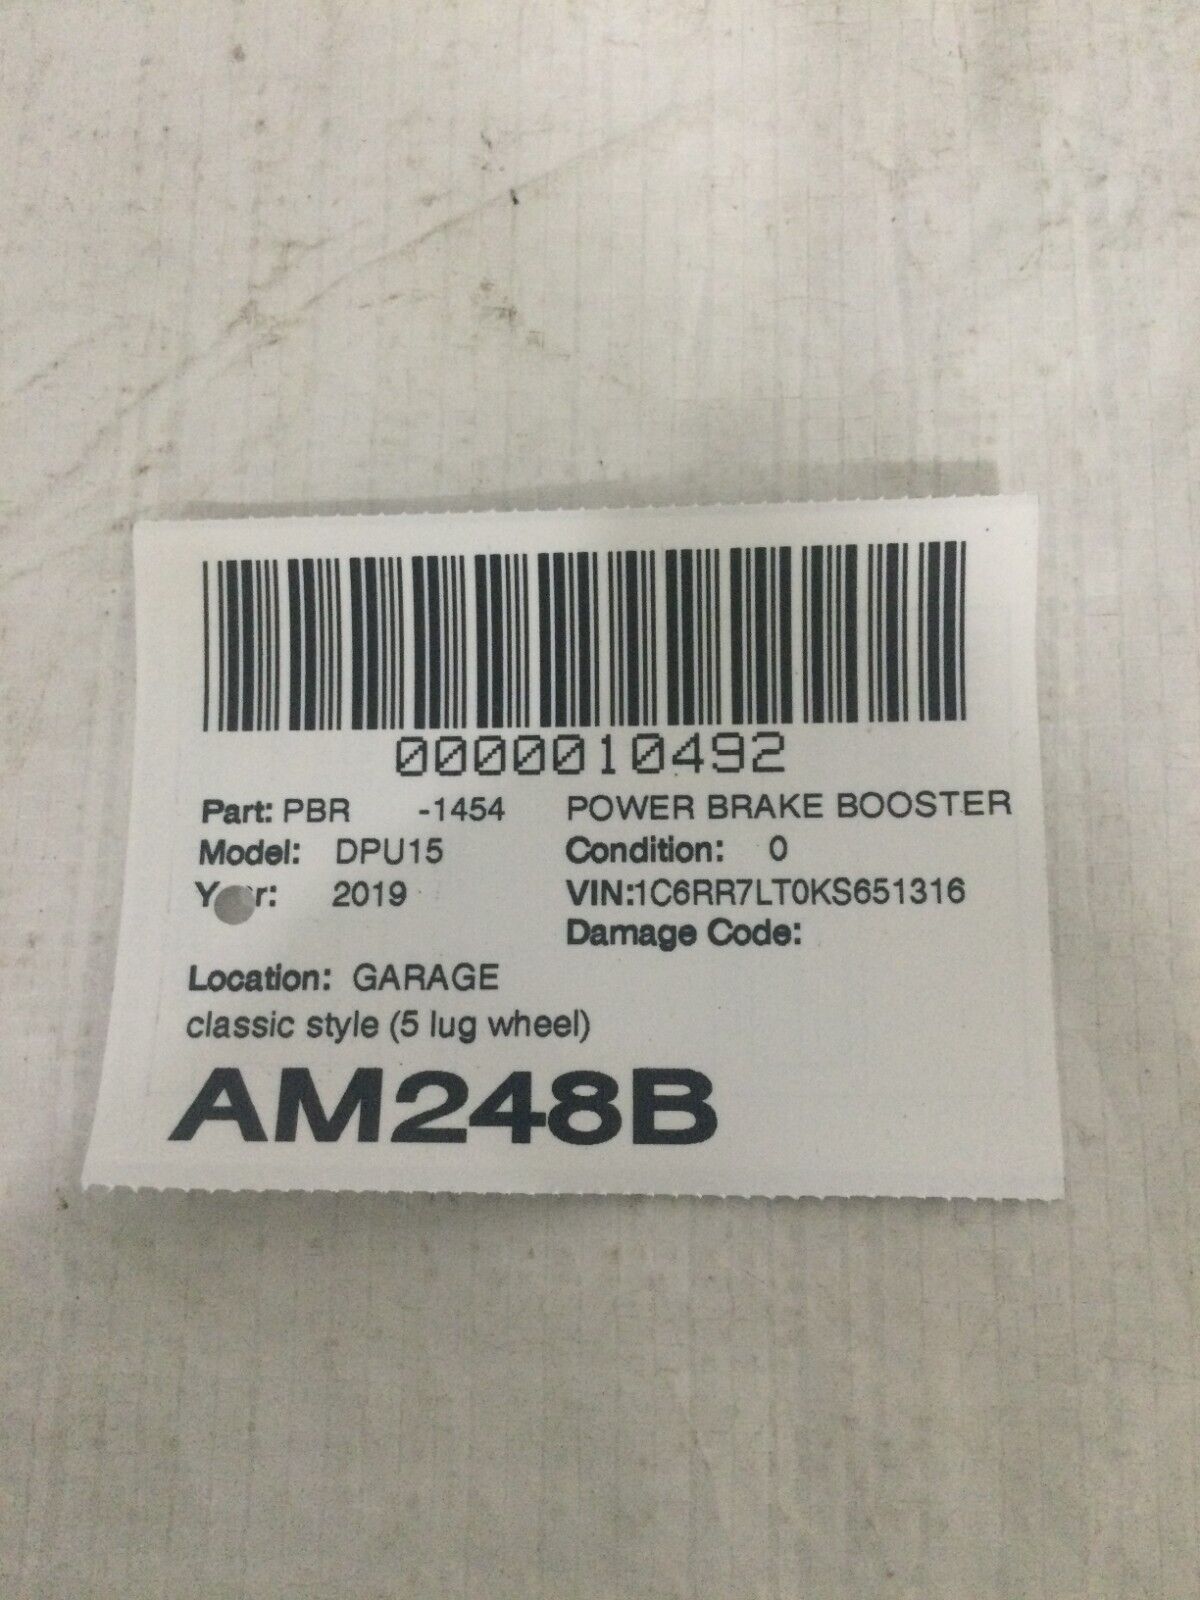 0000010492
Part: PBR -1454 POWER BRAKE BOOSTER
Model: DPU15 Condition: 0
Y r: 2019 VIN:1C6RR7LT0KS651316
Damage Code:
Location: GARAGE
classic style (5 lug wheel)
AM248B